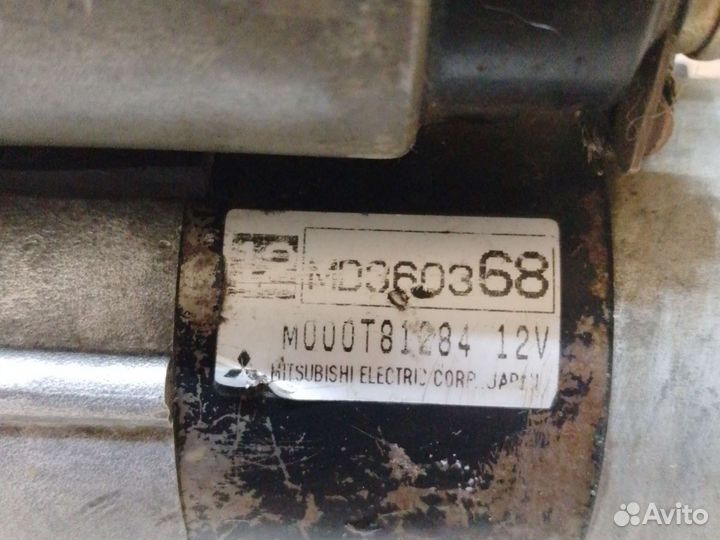 MD360368
M000T81284 12V
MITSUBISHI ELECTRIC CORP. JAPAN
Avito